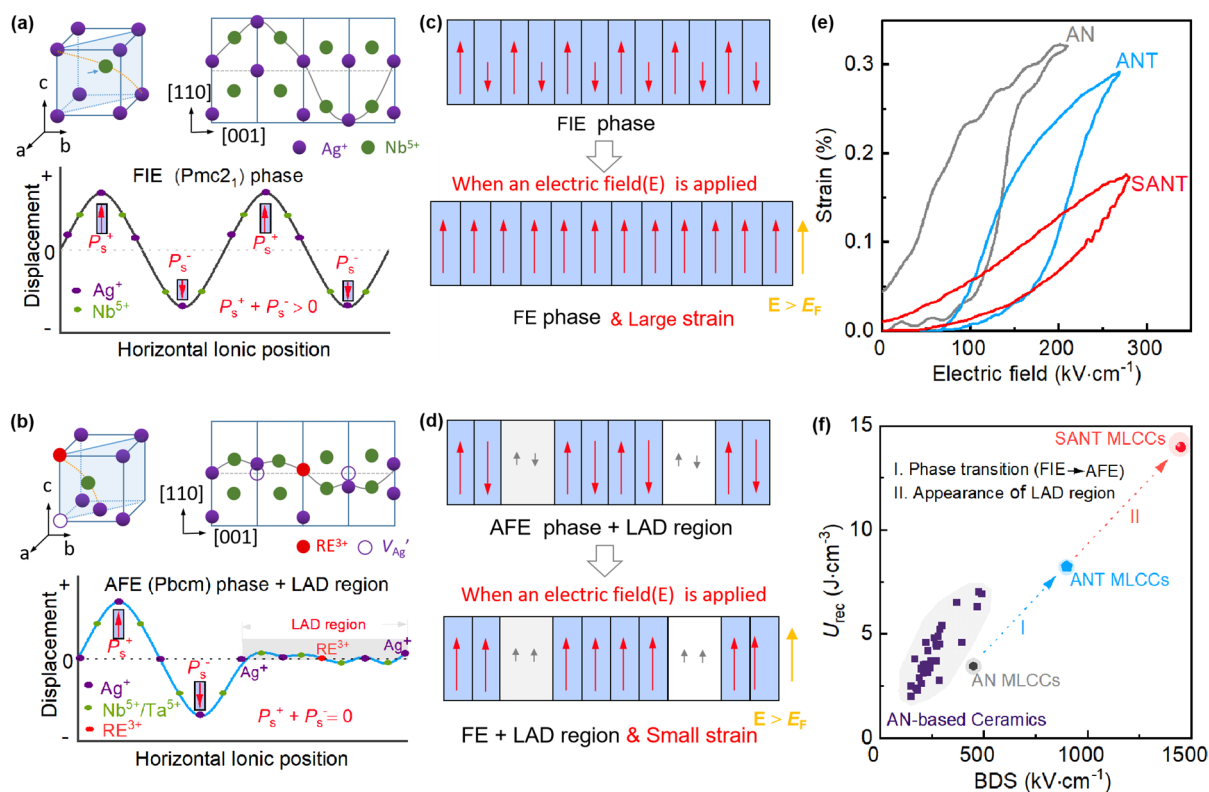 (a)
c
a
b
[110]
[001]
Ag⁺
Nb⁵⁺
FIE (Pmc2₁) phase
Displacement
+
0
-
Pₛ⁺
Pₛ⁻
Pₛ⁺
Pₛ⁻
Ag⁺
Nb⁵⁺
Pₛ⁺ + Pₛ⁻ > 0
Horizontal Ionic position
(b)
c
a
b
[110]
[001]
RE³⁺
V_Ag′
AFE (Pbcm) phase + LAD region
Displacement
+
0
-
Pₛ⁺
Pₛ⁻
LAD region
Ag⁺
RE³⁺
Ag⁺
Ag⁺
Nb⁵⁺/Ta⁵⁺
RE³⁺
Pₛ⁺ + Pₛ⁻ = 0
Horizontal Ionic position
(c)
FIE phase
When an electric field(E) is applied
E > E_F
FE phase & Large strain
(d)
AFE phase + LAD region
When an electric field(E) is applied
E > E_F
FE + LAD region & Small strain
(e)
AN
ANT
SANT
Strain (%)
0.3
0.2
0.1
0.0
0
100
200
300
Electric field (kV·cm⁻¹)
(f)
SANT MLCCs
I. Phase transition (FIE→AFE)
II. Appearance of LAD region
II
ANT MLCCs
I
AN MLCCs
AN-based Ceramics
U_rec (J·cm⁻³)
15
10
5
0
0
500
1000
1500
BDS (kV·cm⁻¹)